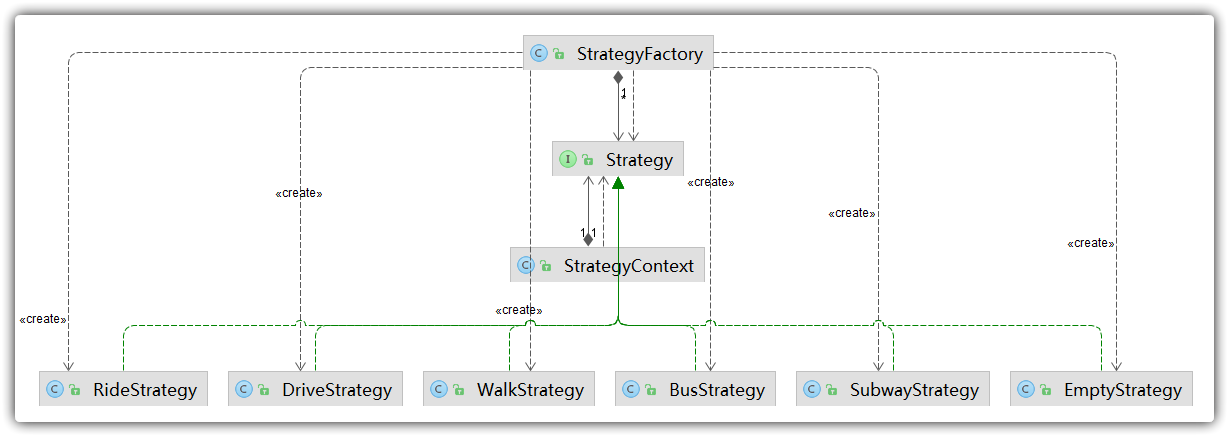 StrategyFactory
1
Strategy
«create»
«create»
«create»
1 1
«create»
StrategyContext
«create»
«create»
RideStrategy
DriveStrategy
WalkStrategy
BusStrategy
SubwayStrategy
EmptyStrategy